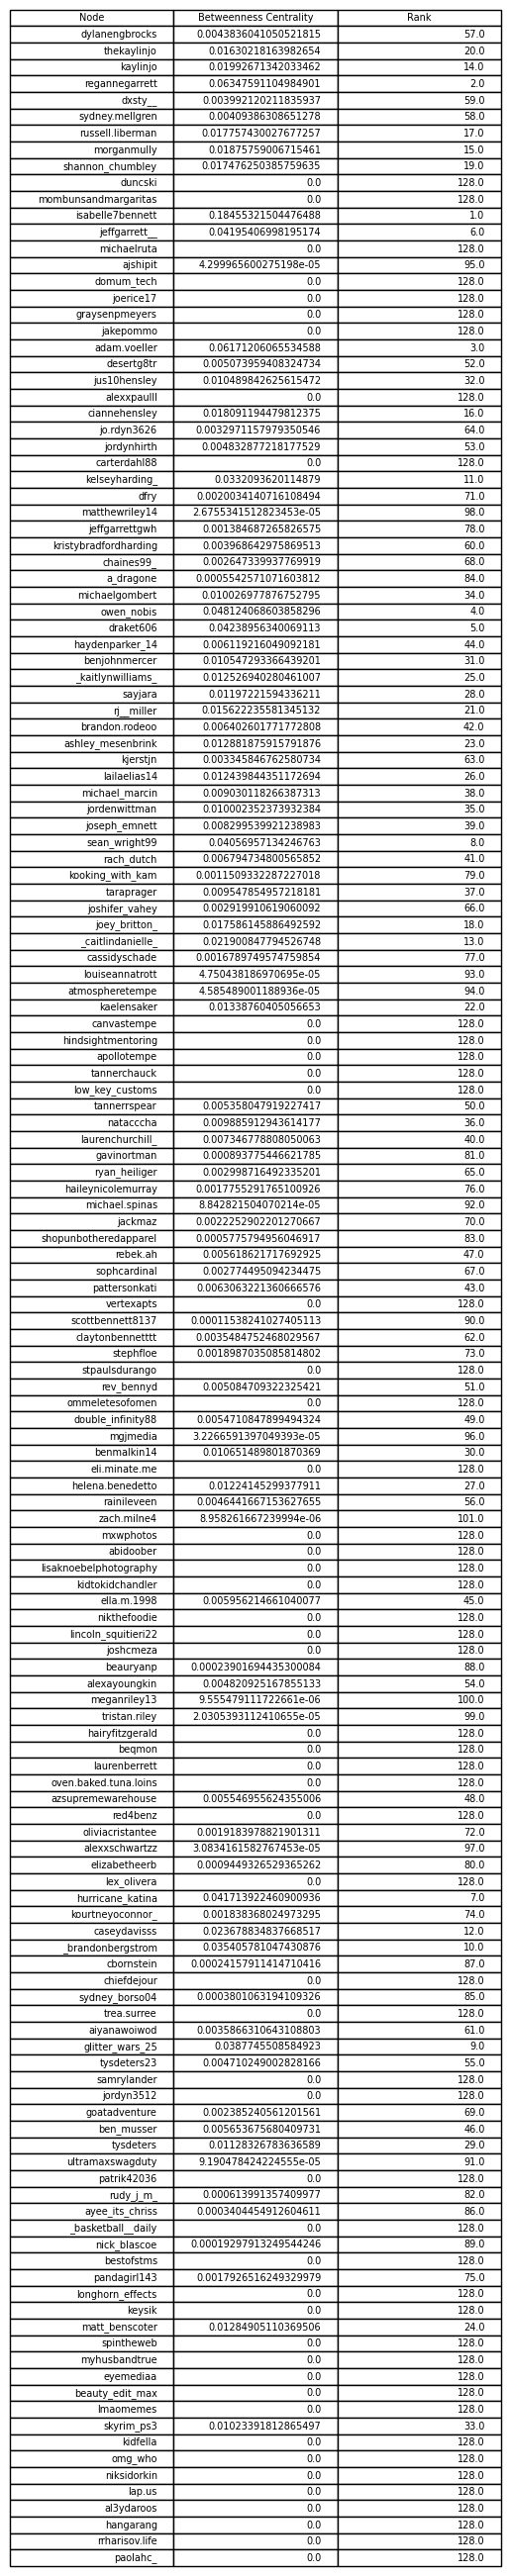 Node Betweenness Centrality Rank
dylanengbrocks 0.0043836041050521815 57.0
thekaylinjo 0.01630218163982654 20.0
kaylinjo 0.01992671342033462 14.0
regannegarrett 0.06347591104984901 2.0
dxsty__ 0.003992120211835937 59.0
sydney.mellgren 0.00409386308651278 58.0
russell.liberman 0.017757430027677257 17.0
morganmully 0.01875759006715461 15.0
shannon_chumbley 0.017476250385759635 19.0
duncski 0.0 128.0
mombunsandmargaritas 0.0 128.0
isabelle7bennett 0.18455321504476488 1.0
jeffgarrett__ 0.04195406998195174 6.0
michaelruta 0.0 128.0
ajshipit 4.299965600275198e-05 95.0
domum_tech 0.0 128.0
joerice17 0.0 128.0
graysenpmeyers 0.0 128.0
jakepommo 0.0 128.0
adam.voeller 0.06171206065534588 3.0
desertg8tr 0.005073959408324734 52.0
jus10hensley 0.010489842625615472 32.0
alexxpaulll 0.0 128.0
ciannehensley 0.018091194479812375 16.0
jo.rdyn3626 0.0032971157979350546 64.0
jordynhirth 0.004832877218177529 53.0
carterdahl88 0.0 128.0
kelseyharding_ 0.0332093620114879 11.0
dfry 0.0020034140716108494 71.0
matthewriley14 2.6755341512823453e-05 98.0
jeffgarrettgwh 0.001384687265826575 78.0
kristybradfordharding 0.003968642975869513 60.0
chaines99_ 0.002647339937769919 68.0
a_dragone 0.0005542571071603812 84.0
michaelgombert 0.010026977876752795 34.0
owen_nobis 0.048124068603858296 4.0
draket606 0.04238956340069113 5.0
haydenparker_14 0.006119216049092181 44.0
benjohnmercer 0.010547293366439201 31.0
_kaitlynwilliams_ 0.012526940280461007 25.0
sayjara 0.01197221594336211 28.0
rj__miller 0.015622235581345132 21.0
brandon.rodeoo 0.006402601771772808 42.0
ashley_mesenbrink 0.012881875915791876 23.0
kjerstjn 0.003345846762580734 63.0
lailaelias14 0.012439844351172694 26.0
michael_marcin 0.009030118266387313 38.0
jordenwittman 0.010002352373932384 35.0
joseph_emnett 0.008299539921238983 39.0
sean_wright99 0.04056957134246763 8.0
rach_dutch 0.006794734800565852 41.0
kooking_with_kam 0.0011509332287227018 79.0
taraprager 0.009547854957218181 37.0
joshifer_vahey 0.002919910619060092 66.0
joey_britton_ 0.017586145886492592 18.0
_caitlindanielle_ 0.021900847794526748 13.0
cassidyschade 0.0016789749574759854 77.0
louiseannatrott 4.750438186970695e-05 93.0
atmospheretempe 4.585489001188936e-05 94.0
kaelensaker 0.01338760405056653 22.0
canvastempe 0.0 128.0
hindsightmentoring 0.0 128.0
apollotempe 0.0 128.0
tannerchauck 0.0 128.0
low_key_customs 0.0 128.0
tannerrspear 0.005358047919227417 50.0
nataccha 0.009885912943614177 36.0
laurenchurchill_ 0.007346778808050063 40.0
gavinortman 0.000893775446621785 81.0
ryan_heiliger 0.002998716492335201 65.0
haileynicolemurray 0.0017755291765100926 76.0
michael.spinas 8.842821504070214e-05 92.0
jackmaz 0.0022252902201270667 70.0
shopunbotheredapparel 0.0005775794956046917 83.0
rebek.ah 0.005618621717692925 47.0
sophcardinal 0.002774495094234475 67.0
pattersonkati 0.0063063221360666576 43.0
vertexapts 0.0 128.0
scottbennett8137 0.00011538241027405113 90.0
claytonbennetttt 0.0035484752468029567 62.0
stephfloe 0.0018987035085814802 73.0
stpaulsdurango 0.0 128.0
rev_bennyd 0.005084709322325421 51.0
ommeletesofomen 0.0 128.0
double_infinity88 0.0054710847899494324 49.0
mgjmedia 3.2266591397049393e-05 96.0
benmalkin14 0.010651489801870369 30.0
eli.minate.me 0.0 128.0
helena.benedetto 0.01224145299377911 27.0
rainileveen 0.0046441667153627655 56.0
zach.milne4 8.958261667239994e-06 101.0
mxwphotos 0.0 128.0
abidoober 0.0 128.0
lisaknoebelphotography 0.0 128.0
kidtokidchandler 0.0 128.0
ella.m.1998 0.005956214661040077 45.0
nikthefoodie 0.0 128.0
lincoln_squitieri22 0.0 128.0
joshcmeza 0.0 128.0
beauryanp 0.00023901694435300084 88.0
alexayoungkin 0.004820925167855133 54.0
meganriley13 9.555479111722661e-06 100.0
tristan.riley 2.0305393112410655e-05 99.0
hairyfitzgerald 0.0 128.0
beqmon 0.0 128.0
laurenberrett 0.0 128.0
oven.baked.tuna.loins 0.0 128.0
azsupremewarehouse 0.005546955624355006 48.0
red4benz 0.0 128.0
oliviacristantee 0.0019183978821901311 72.0
alexxschwartzz 3.0834161582767453e-05 97.0
elizabetheerb 0.0009449326529365262 80.0
lex_olivera 0.0 128.0
hurricane_katina 0.041713922460900936 7.0
kourtneyoconnor_ 0.001838368024973295 74.0
caseydavisss 0.023678834837668517 12.0
_brandonbergstrom 0.035405781047430876 10.0
cbornstein 0.00024157911414710416 87.0
chiefdejour 0.0 128.0
sydney_borso04 0.0003801063194109326 85.0
trea.surree 0.0 128.0
aiyanawoiwod 0.0035866310643108803 61.0
glitter_wars_25 0.0387745508584923 9.0
tysdeters23 0.004710249002828166 55.0
samrylander 0.0 128.0
jordyn3512 0.0 128.0
goatadventure 0.002385240561201561 69.0
ben_musser 0.005653675680409731 46.0
tysdeters 0.01128326783636589 29.0
ultramaxswagduty 9.190478424224555e-05 91.0
patrik42036 0.0 128.0
rudy_j_m_ 0.000613991357409977 82.0
ayee_its_chriss 0.0003404454912604611 86.0
_basketball__daily 0.0 128.0
nick_blascoe 0.00019297913249544246 89.0
bestofstms 0.0 128.0
pandagirl143 0.0017926516249329979 75.0
longhorn_effects 0.0 128.0
keysik 0.0 128.0
matt_benscoter 0.01284905110369506 24.0
spintheweb 0.0 128.0
myhusbandtrue 0.0 128.0
eyemediaa 0.0 128.0
beauty_edit_max 0.0 128.0
lmaomemes 0.0 128.0
skyrim_ps3 0.01023391812865497 33.0
kidfella 0.0 128.0
omg_who 0.0 128.0
niksidorkin 0.0 128.0
lap.us 0.0 128.0
al3ydaroos 0.0 128.0
hangarang 0.0 128.0
rrharisov.life 0.0 128.0
paolahc_ 0.0 128.0